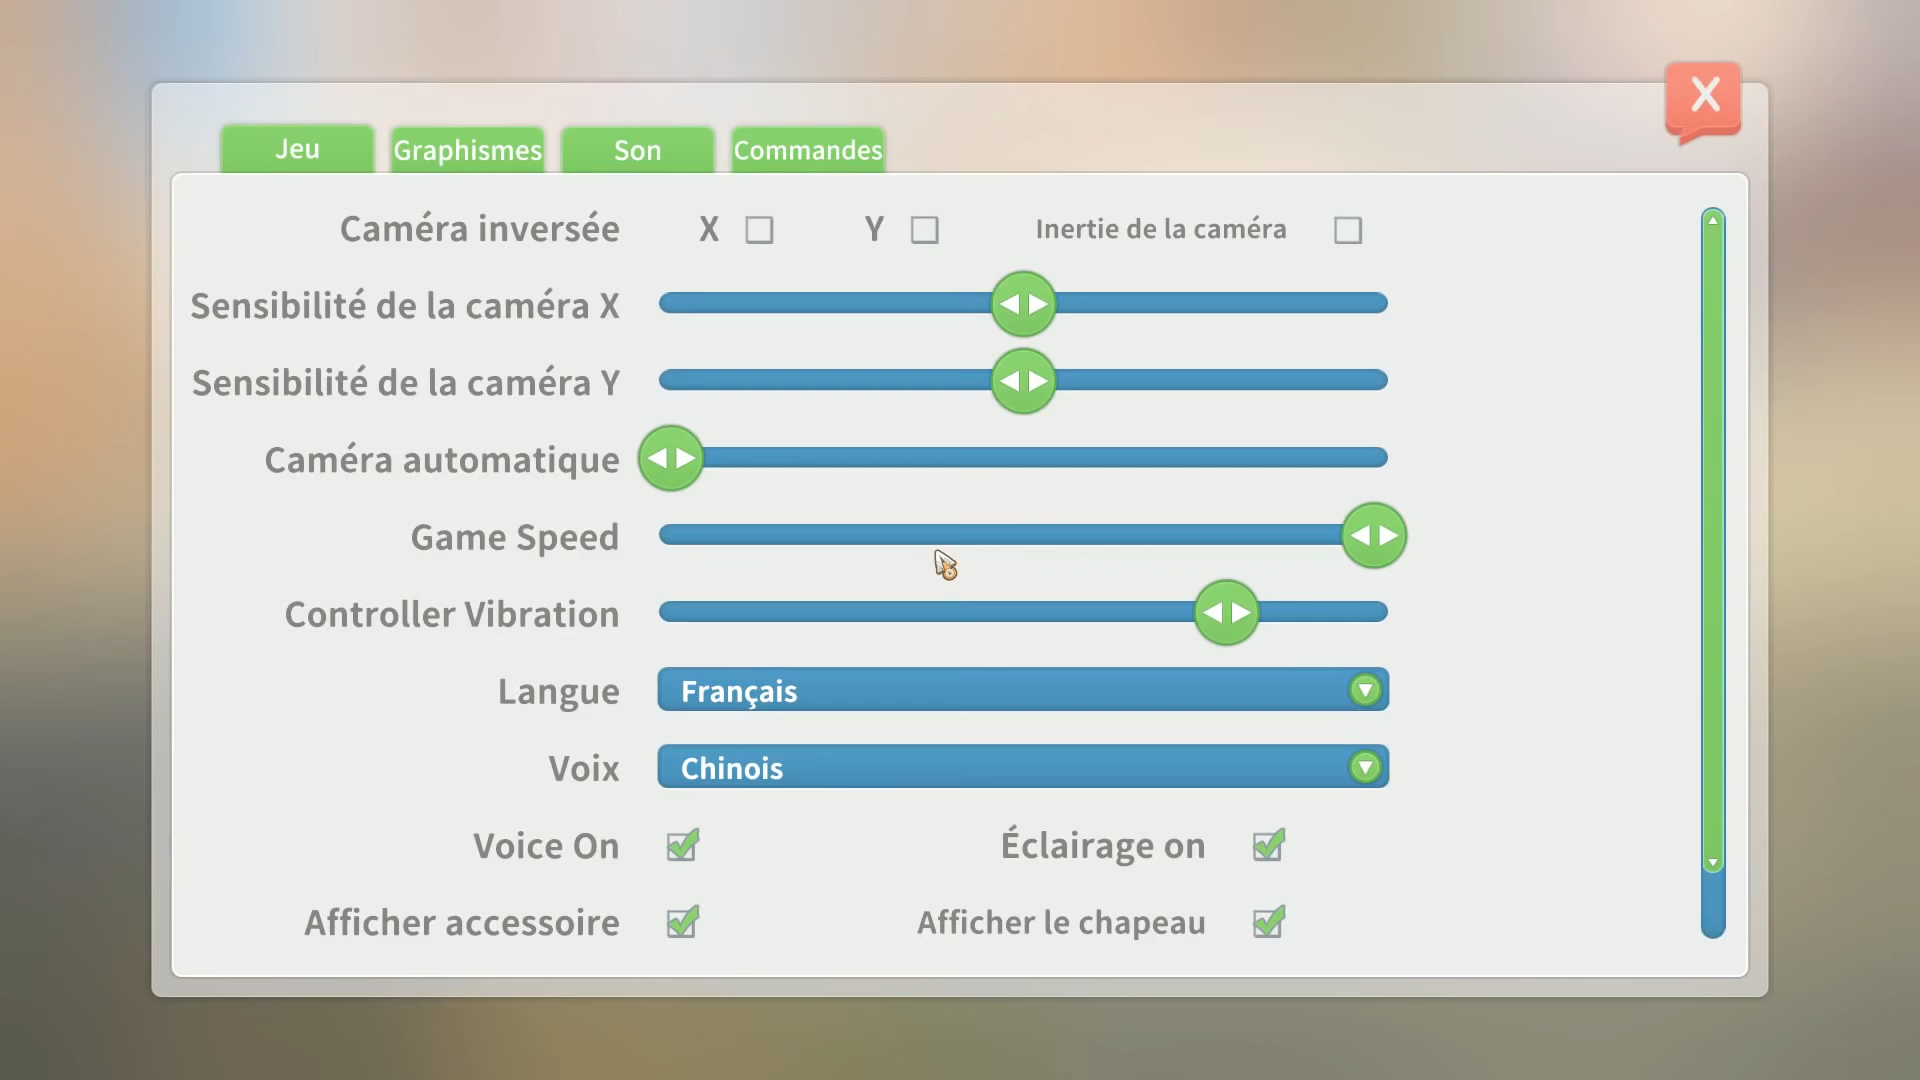 X
Jeu Graphismes Son Commandes
Caméra inversée X Y Inertie de la caméra
Sensibilité de la caméra X
Sensibilité de la caméra Y
Caméra automatique
Game Speed
Controller Vibration
Langue Français
Voix Chinois
Voice On Éclairage on
Afficher accessoire Afficher le chapeau